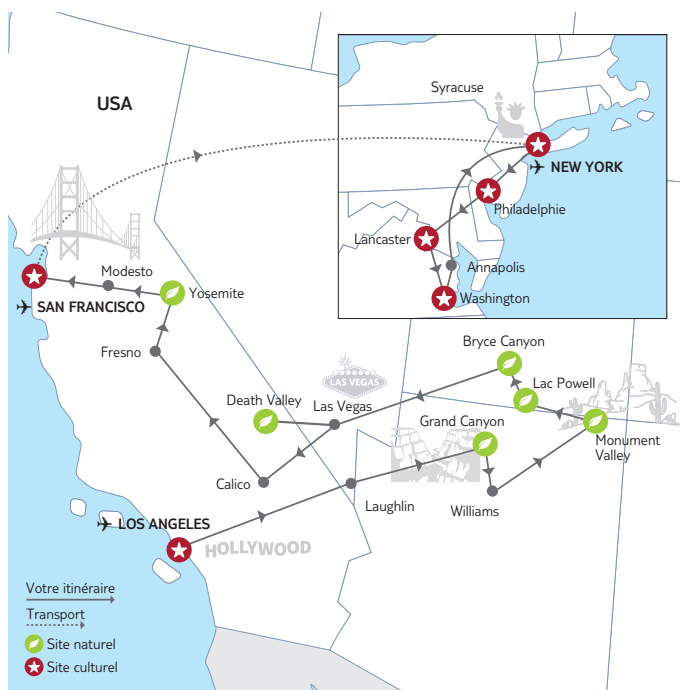 USA
Syracuse
NEW YORK
Philadelphie
Lancaster
Annapolis
Washington
Modesto
Yosemite
SAN FRANCISCO
Fresno
Bryce Canyon
Lac Powell
LAS VEGAS
Death Valley
Las Vegas
Grand Canyon
Monument
Valley
Calico
Laughlin
Williams
LOS ANGELES
HOLLYWOOD
Votre itinéraire
Transport
Site naturel
Site culturel